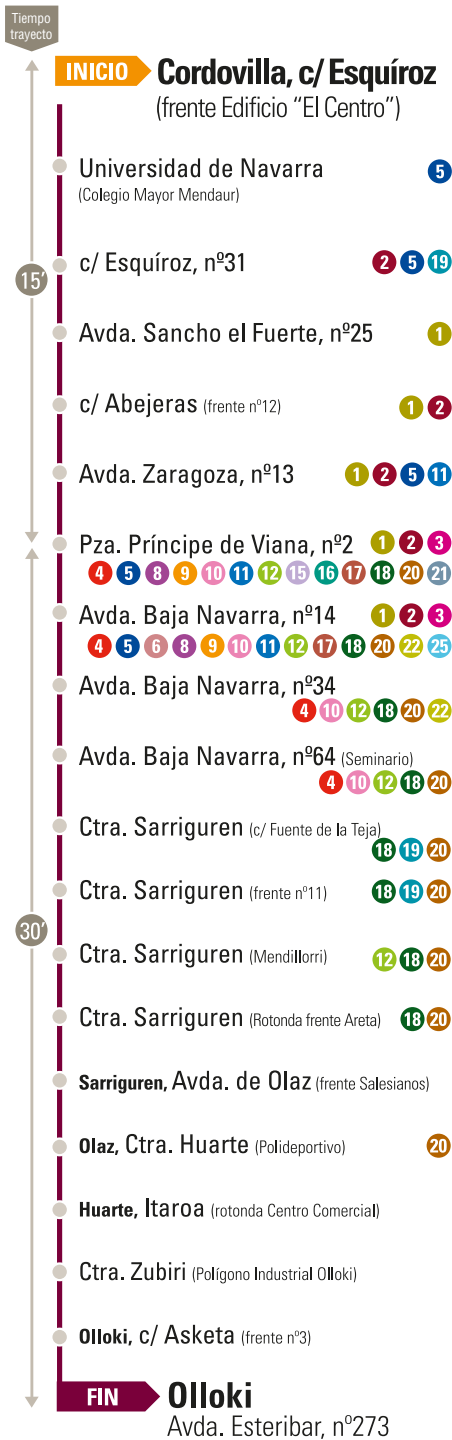 Tiempo
trayecto
INICIO Cordovilla, c/ Esquíroz
(frente Edificio "El Centro")
Universidad de Navarra 5
(Colegio Mayor Mendaur)
c/ Esquíroz, nº31 2 5 19
15'
Avda. Sancho el Fuerte, nº25 1
c/ Abejeras (frente nº12) 1 2
Avda. Zaragoza, nº13 1 2 5 11
Pza. Príncipe de Viana, nº2 1 2 3
4 5 8 9 10 11 12 15 16 17 18 20 21
Avda. Baja Navarra, nº14 1 2 3
4 5 6 8 9 10 11 12 17 18 20 22 25
Avda. Baja Navarra, nº34
4 10 12 18 20 22
Avda. Baja Navarra, nº64 (Seminario)
4 10 12 18 20
Ctra. Sarriguren (c/ Fuente de la Teja)
18 19 20
Ctra. Sarriguren (frente nº11) 18 19 20
30'
Ctra. Sarriguren (Mendillorri) 12 18 20
Ctra. Sarriguren (Rotonda frente Areta) 18 20
Sarriguren, Avda. de Olaz (frente Salesianos)
Olaz, Ctra. Huarte (Polideportivo) 20
Huarte, Itaroa (rotonda Centro Comercial)
Ctra. Zubiri (Polígono Industrial Olloki)
Olloki, c/ Asketa (frente nº3)
FIN Olloki
Avda. Esteribar, nº273